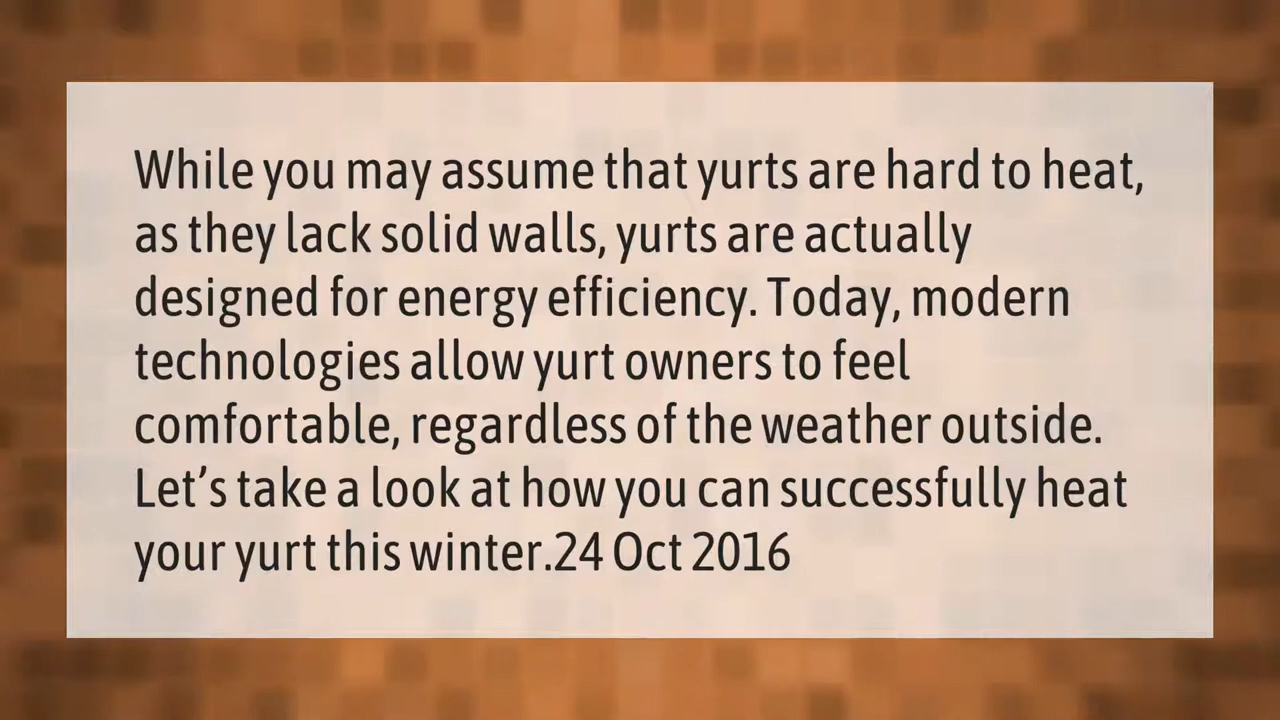 While you may assume that yurts are hard to heat,
as they lack solid walls, yurts are actually
designed for energy efficiency. Today, modern
technologies allow yurt owners to feel
comfortable, regardless of the weather outside.
Let’s take a look at how you can successfully heat
your yurt this winter.24 Oct 2016